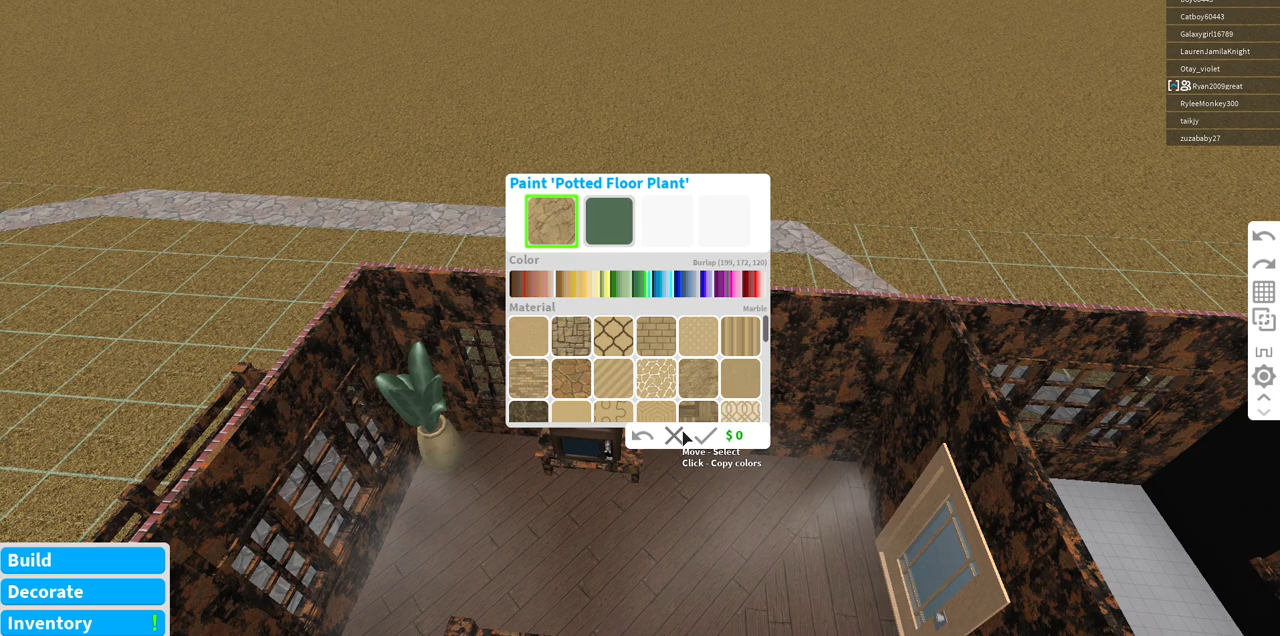 Catboy60443
Galaxygirl16789
LaurenJamilaKnight
Otay_violet
Ryan2009great
RyleeMonkey300
taikjy
zuzababy27
Paint 'Potted Floor Plant'
Color
Burlap (199, 172, 120)
Material
Marble
$ 0
Move - Select
Click - Copy colors
Build
Decorate
Inventory !